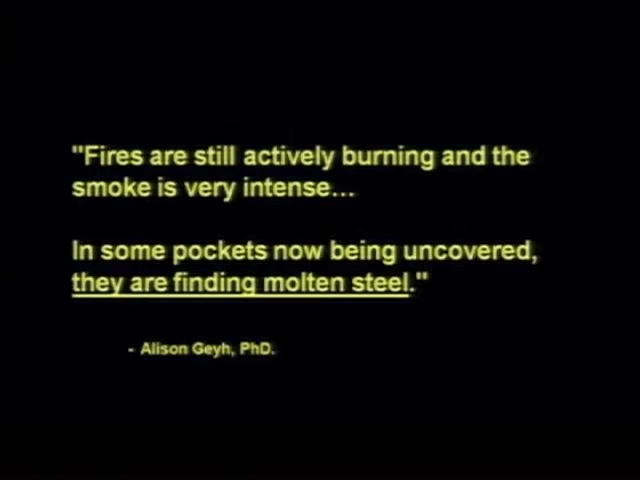 "Fires are still actively burning and the
smoke is very intense...
In some pockets now being uncovered,
they are finding molten steel."
- Alison Geyh, PhD.